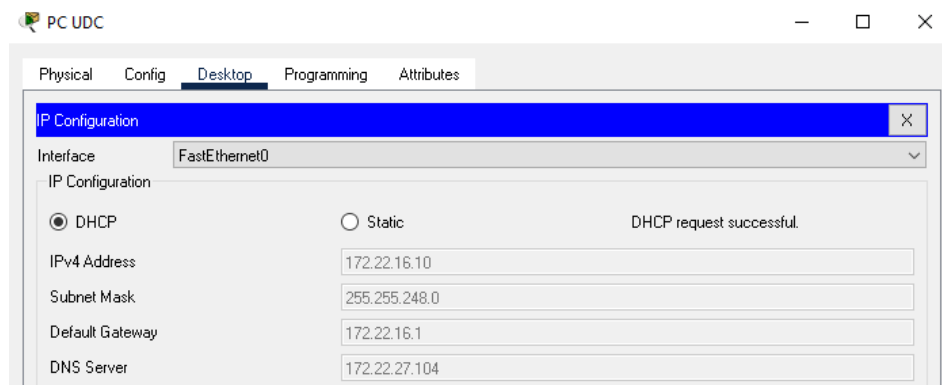 PC UDC
Physical Config Desktop Programming Attributes
IP Configuration X
Interface FastEthernet0
IP Configuration
DHCP Static DHCP request successful.
IPv4 Address 172.22.16.10
Subnet Mask 255.255.248.0
Default Gateway 172.22.16.1
DNS Server 172.22.27.104